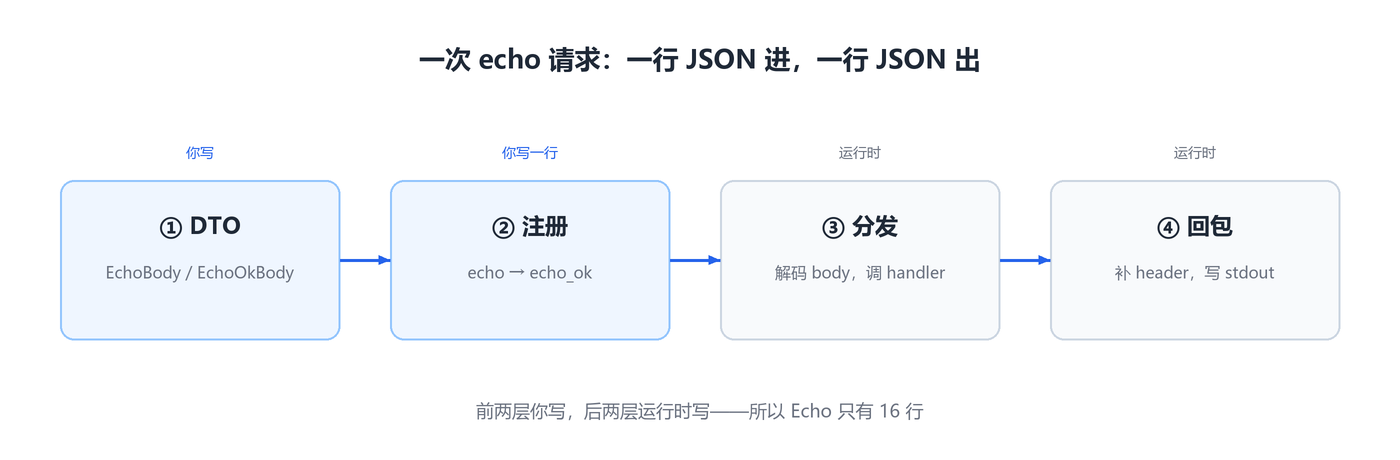 一次 echo 请求：一行 JSON 进，一行 JSON 出
你写
你写一行
运行时
运行时
① DTO
② 注册
③ 分发
④ 回包
EchoBody / EchoOkBody
echo → echo_ok
解码 body，调 handler
补 header，写 stdout
前两层你写，后两层运行时写——所以 Echo 只有 16 行